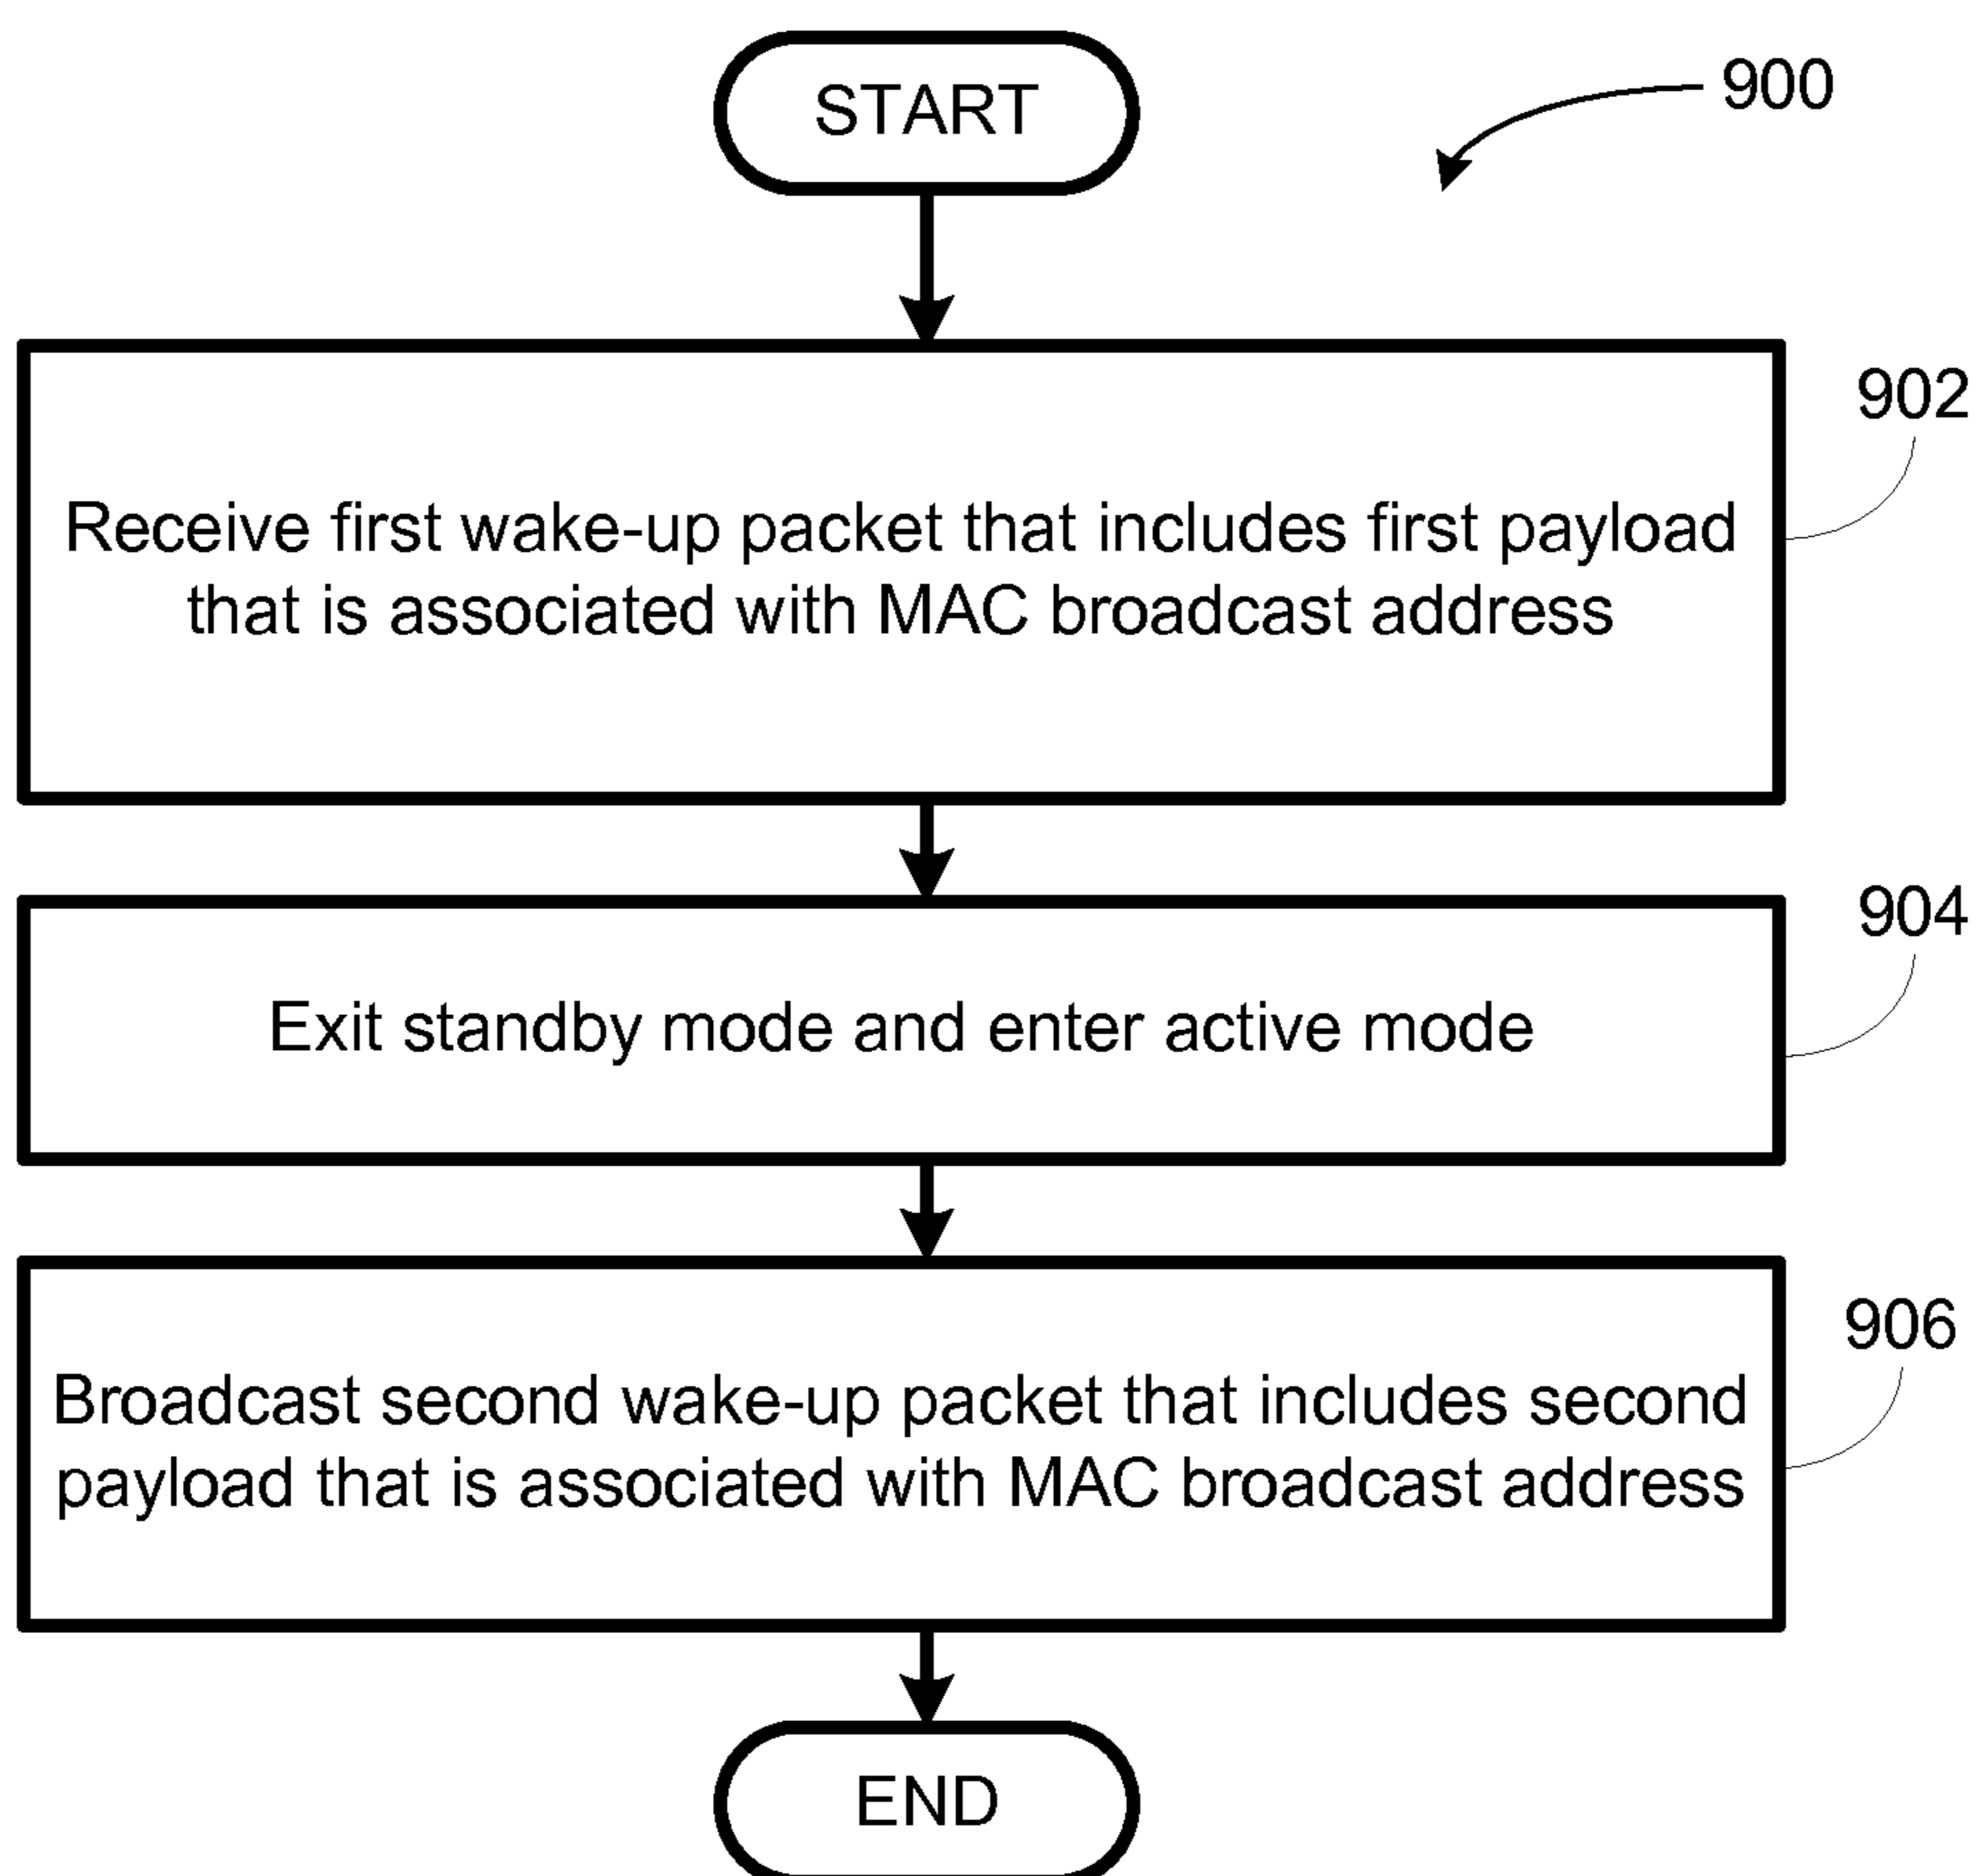 START
900
902
Receive first wake-up packet that includes first payload
that is associated with MAC broadcast address
904
Exit standby mode and enter active mode
906
Broadcast second wake-up packet that includes second
payload that is associated with MAC broadcast address
END